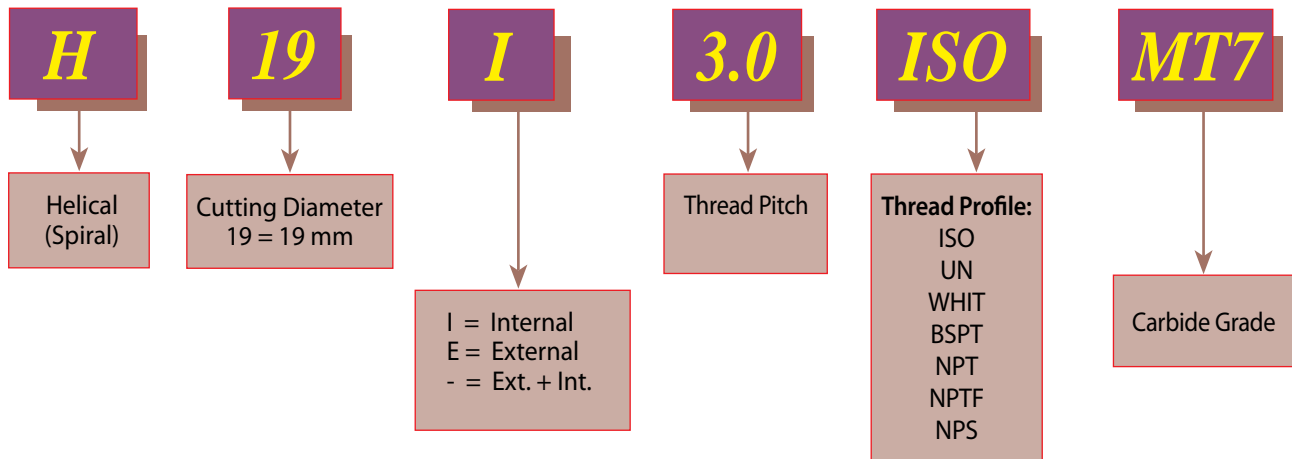 H 19 I 3.0 ISO MT7
Helical
(Spiral)
Cutting Diameter
19 = 19 mm
I = Internal
E = External
- = Ext. + Int.
Thread Pitch
Thread Profile:
ISO
UN
WHIT
BSPT
NPT
NPTF
NPS
Carbide Grade